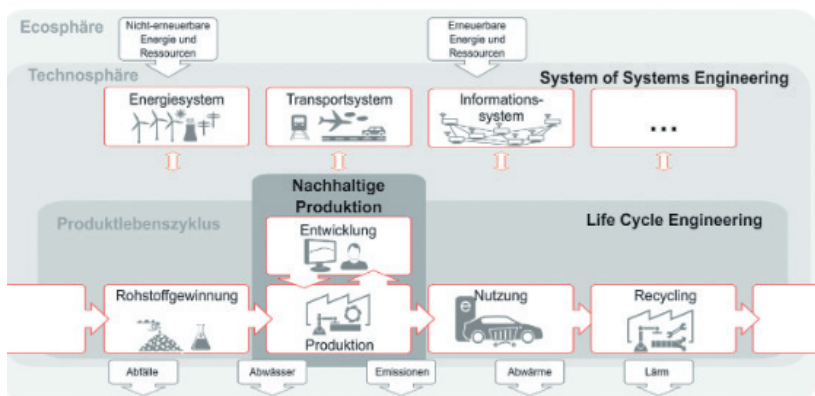 Ecosphäre
Nicht-erneuerbare
Energie und
Ressourcen
Erneuerbare
Energie und
Ressourcen
Technosphäre
System of Systems Engineering
Energiesystem
Transportsystem
Informations-
system
...
Nachhaltige
Produktion
Produktlebenszyklus
Life Cycle Engineering
Entwicklung
Rohstoffgewinnung
Produktion
Nutzung
e
Recycling
Abfälle
Abwässer
Emissionen
Abwärme
Lärm